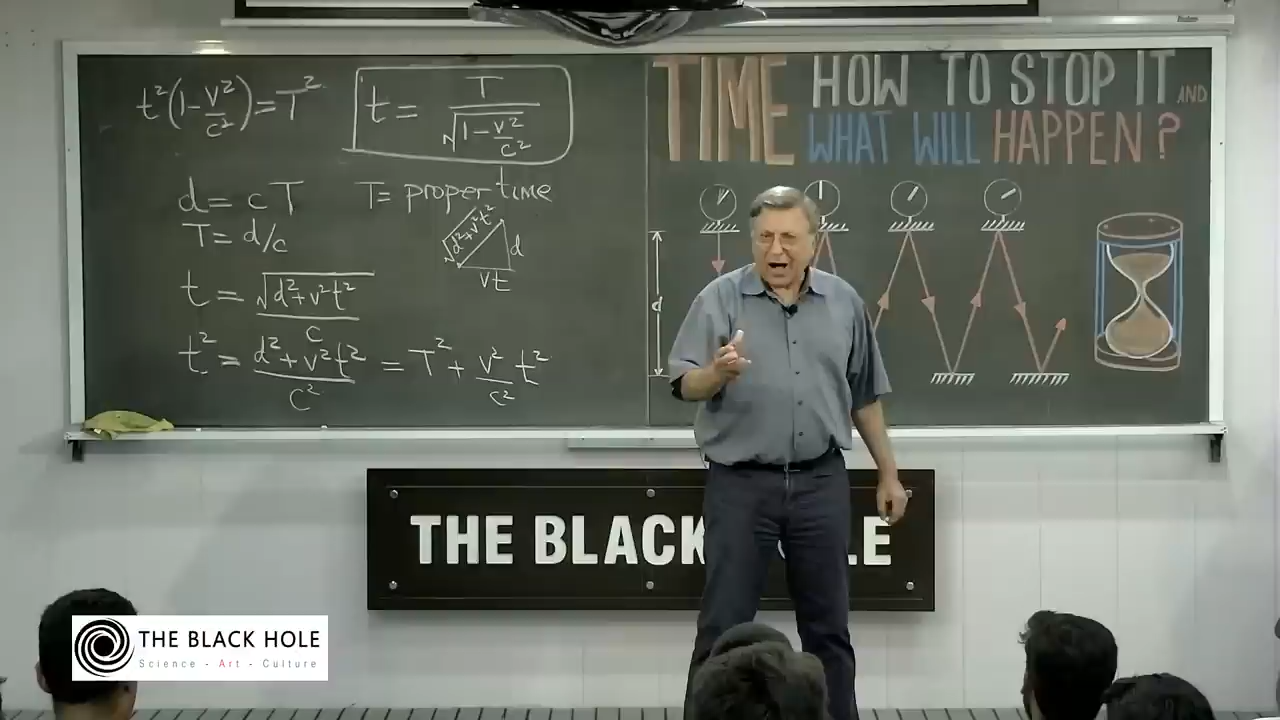 t²(1-v²/c²)=T²
t = T/√(1-v²/c²)
d = cT
T= proper time
T= d/c
√d²+v²t²
d
vt
t = √d²+v²t²/c
t² = d²+v²t²/c² = T² + v²/c² t²
TIME HOW TO STOP IT AND
WHAT WILL HAPPEN?
d
THE BLACK
LE
THE BLACK HOLE
Science - Art - Culture